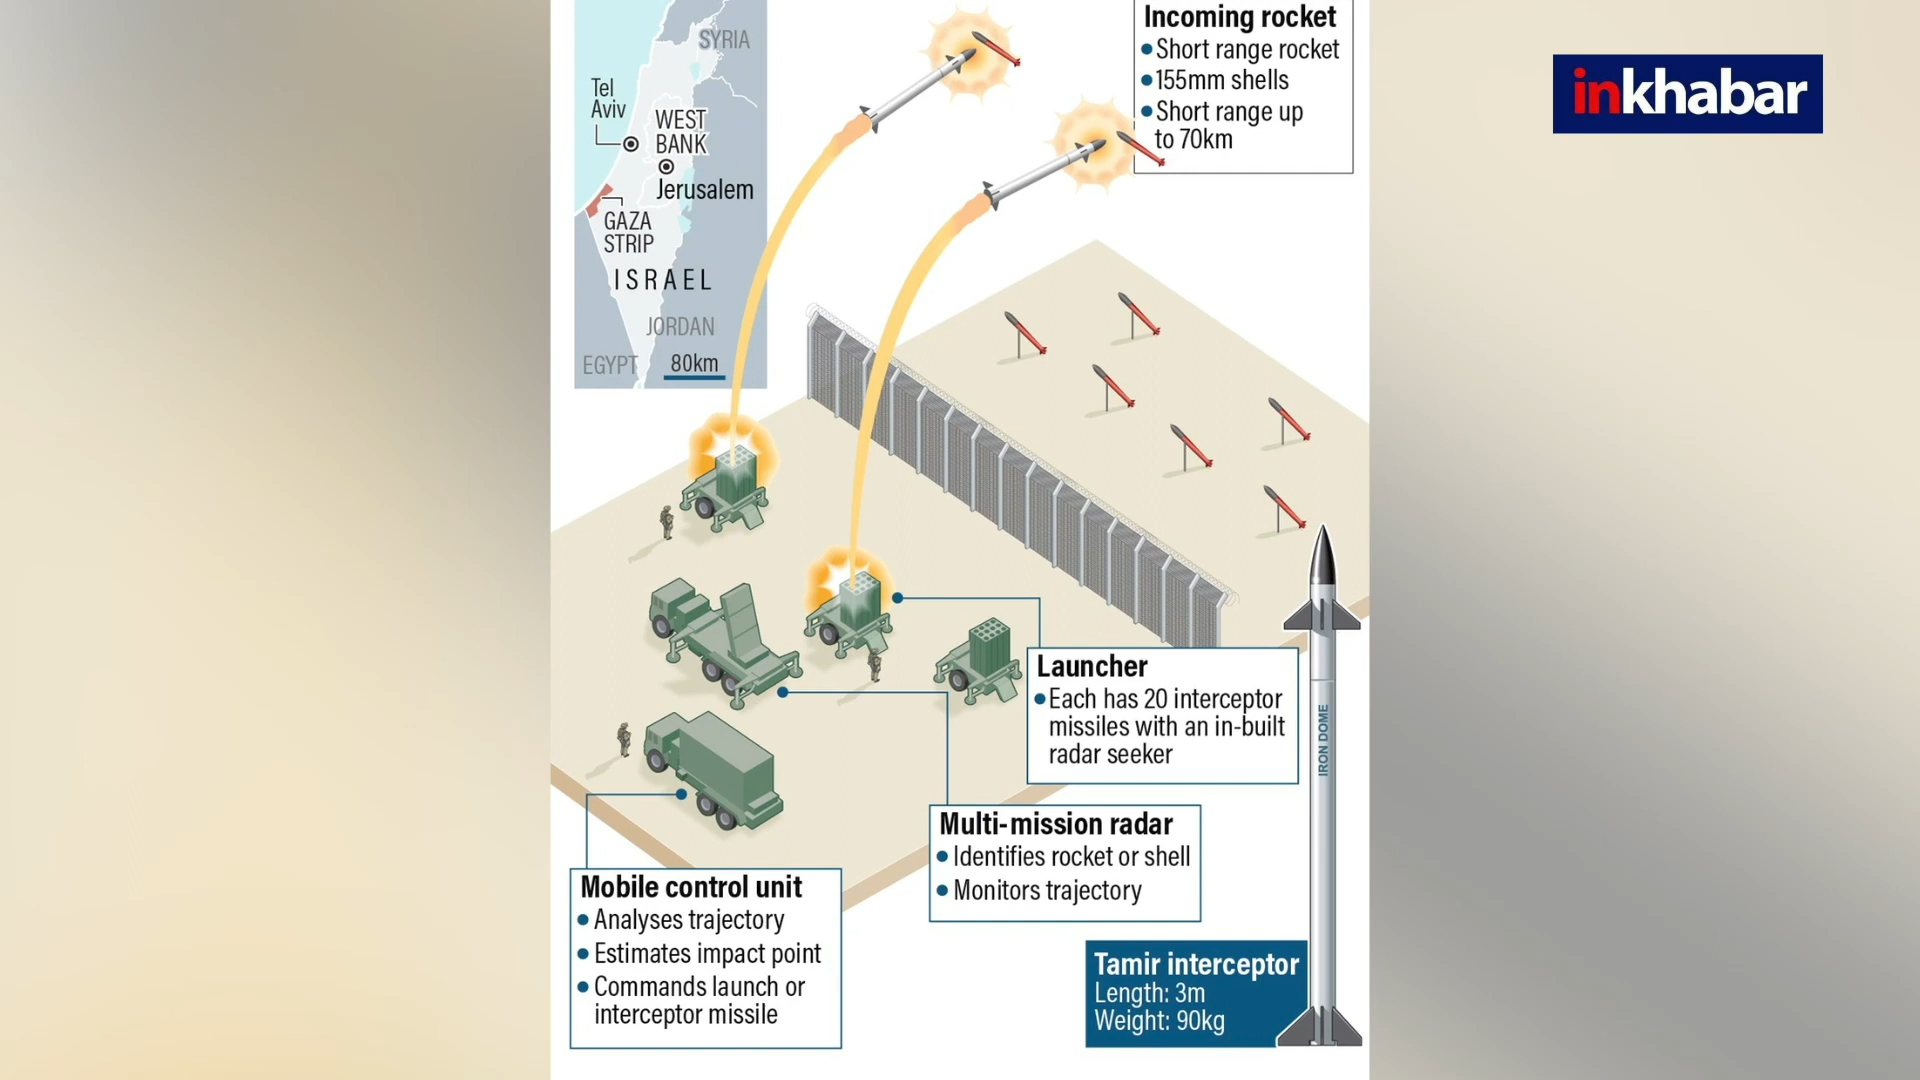 SYRIA
Tel
Aviv
WEST
BANK
Jerusalem
GAZA
STRIP
ISRAEL
JORDAN
EGYPT
80km
Incoming rocket
• Short range rocket
• 155mm shells
• Short range up
to 70km
inkhabar
Launcher
• Each has 20 interceptor
missiles with an in-built
radar seeker
IRON DOME
Multi-mission radar
• Identifies rocket or shell
• Monitors trajectory
Mobile control unit
• Analyses trajectory
• Estimates impact point
• Commands launch or
interceptor missile
Tamir interceptor
Length: 3m
Weight: 90kg